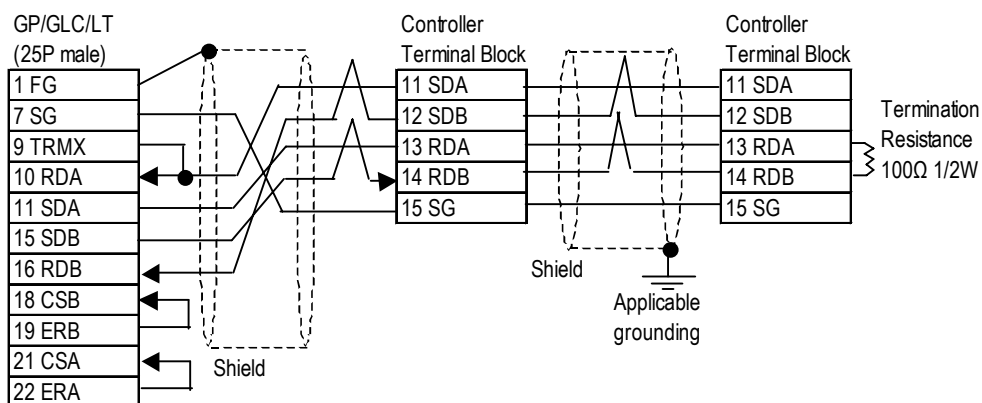 GP/GLC/LT
(25P male)
1 FG
7 SG
9 TRMX
10 RDA
11 SDA
15 SDB
16 RDB
18 CSB
19 ERB
21 CSA
22 ERA
Shield
Controller
Terminal Block
11 SDA
12 SDB
13 RDA
14 RDB
15 SG
Shield
Applicable
grounding
Controller
Terminal Block
11 SDA
12 SDB
13 RDA
14 RDB
15 SG
Termination
Resistance
100Ω 1/2W